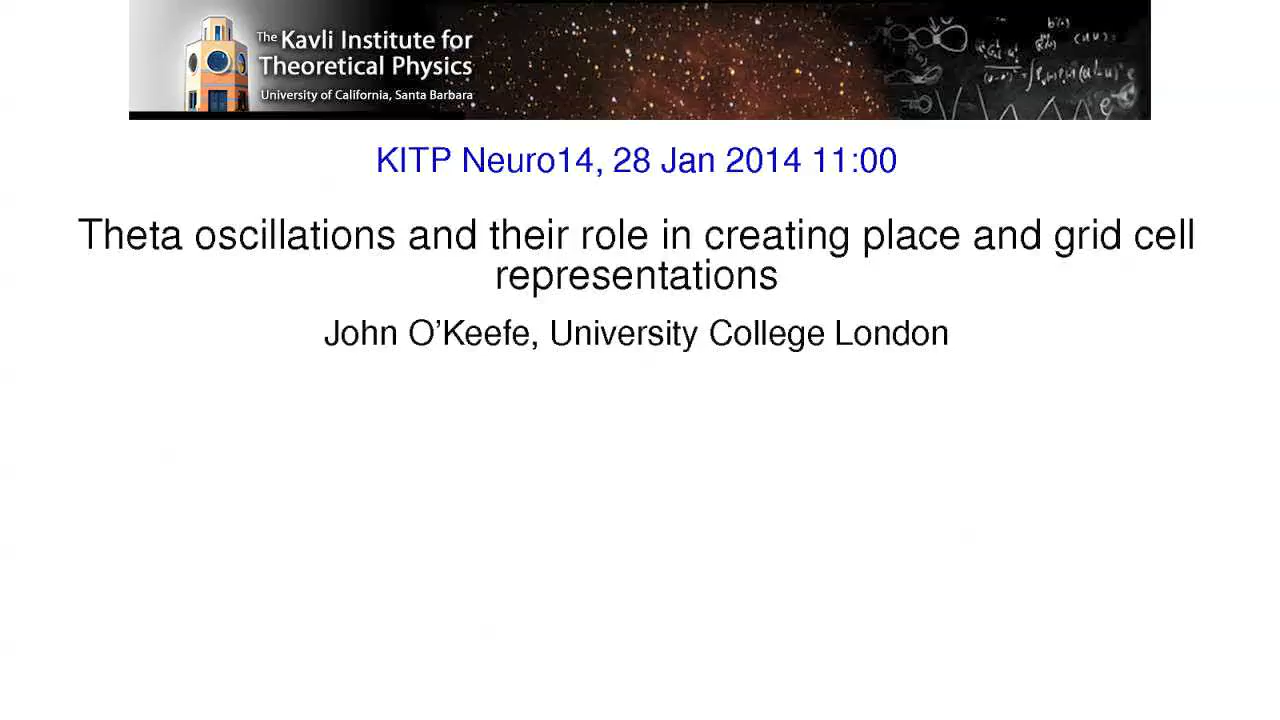 The Kavli Institute for
Theoretical Physics
University of California, Santa Barbara
KITP Neuro14, 28 Jan 2014 11:00
Theta oscillations and their role in creating place and grid cell
representations
John O'Keefe, University College London